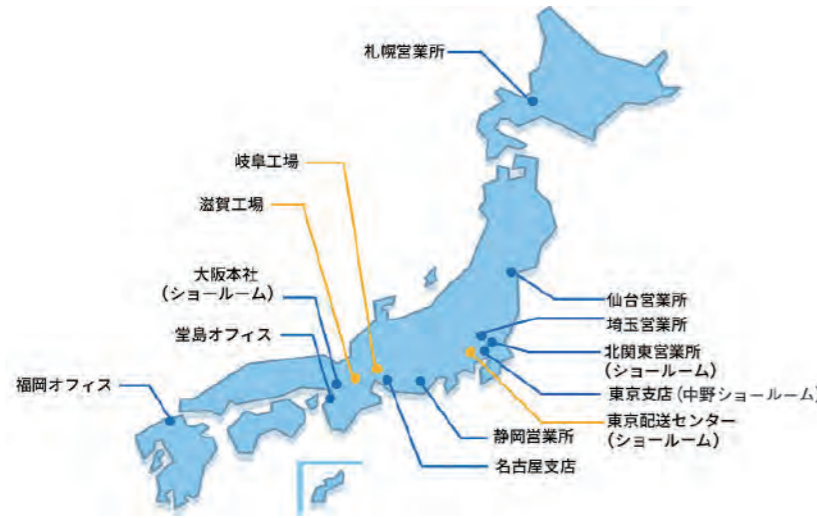 札幌営業所
岐阜工場
滋賀工場
大阪本社
(ショールーム)
堂島オフィス
福岡オフィス
仙台営業所
埼玉営業所
北関東営業所
(ショールーム)
東京支店(中野ショールーム)
東京配送センター
(ショールーム)
静岡営業所
名古屋支店